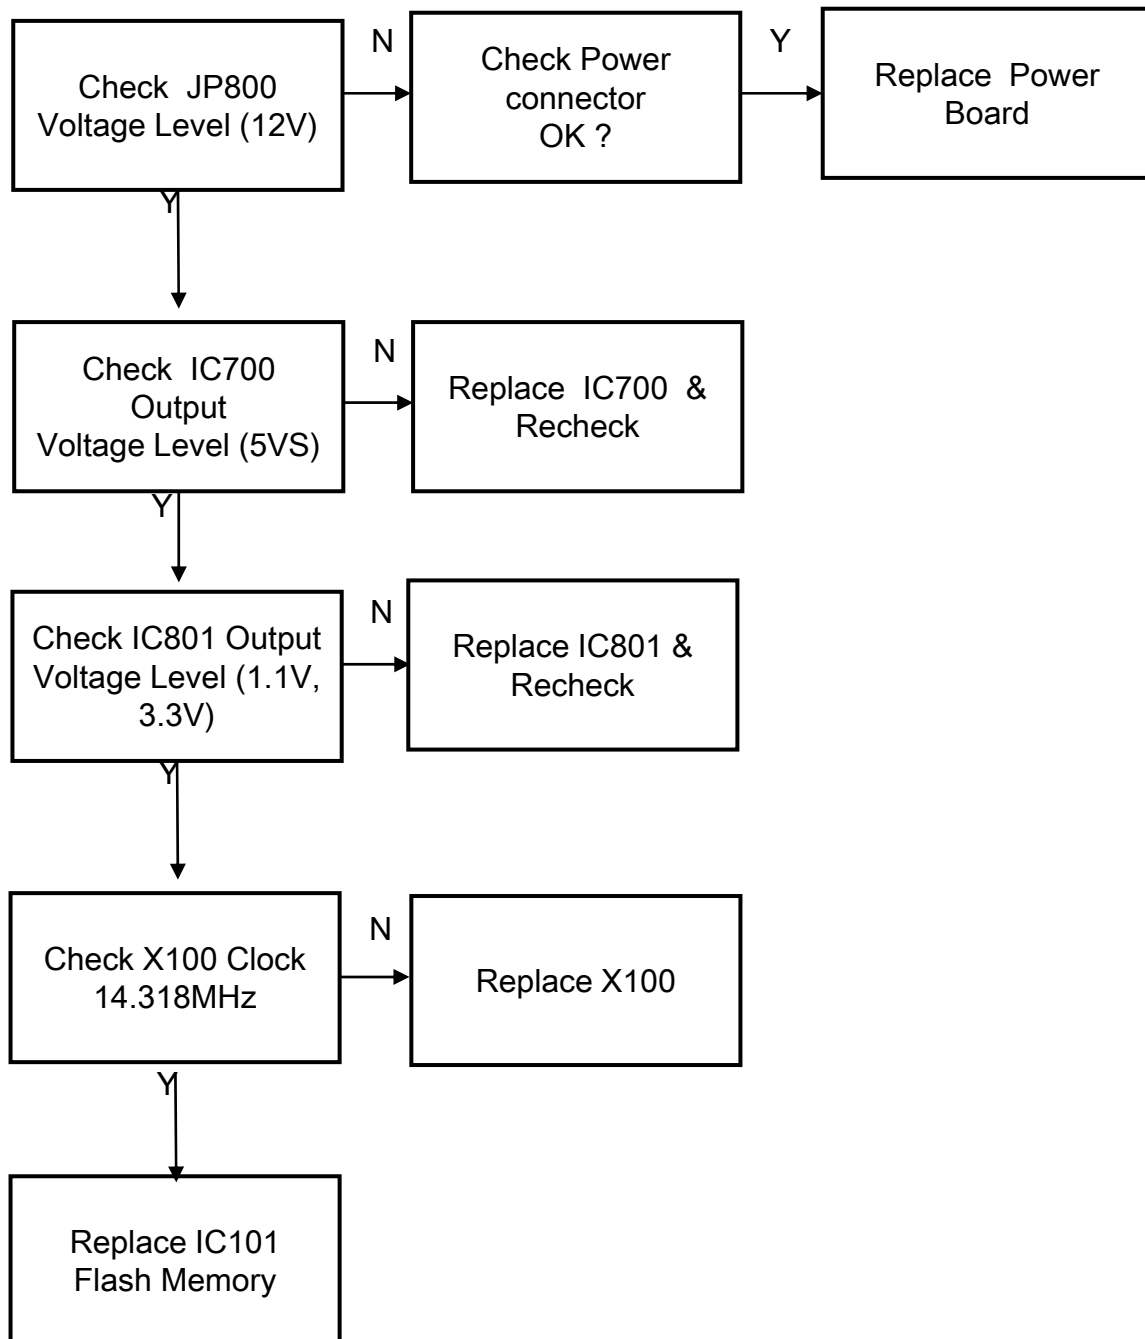 Check JP800
Voltage Level (12V)
N
Check Power
connector
OK ?
Y
Replace Power
Board
Y
Check IC700
Output
Voltage Level (5VS)
N
Replace IC700 &
Recheck
Y
Check IC801 Output
Voltage Level (1.1V,
3.3V)
N
Replace IC801 &
Recheck
Y
Check X100 Clock
14.318MHz
N
Replace X100
Y
Replace IC101
Flash Memory